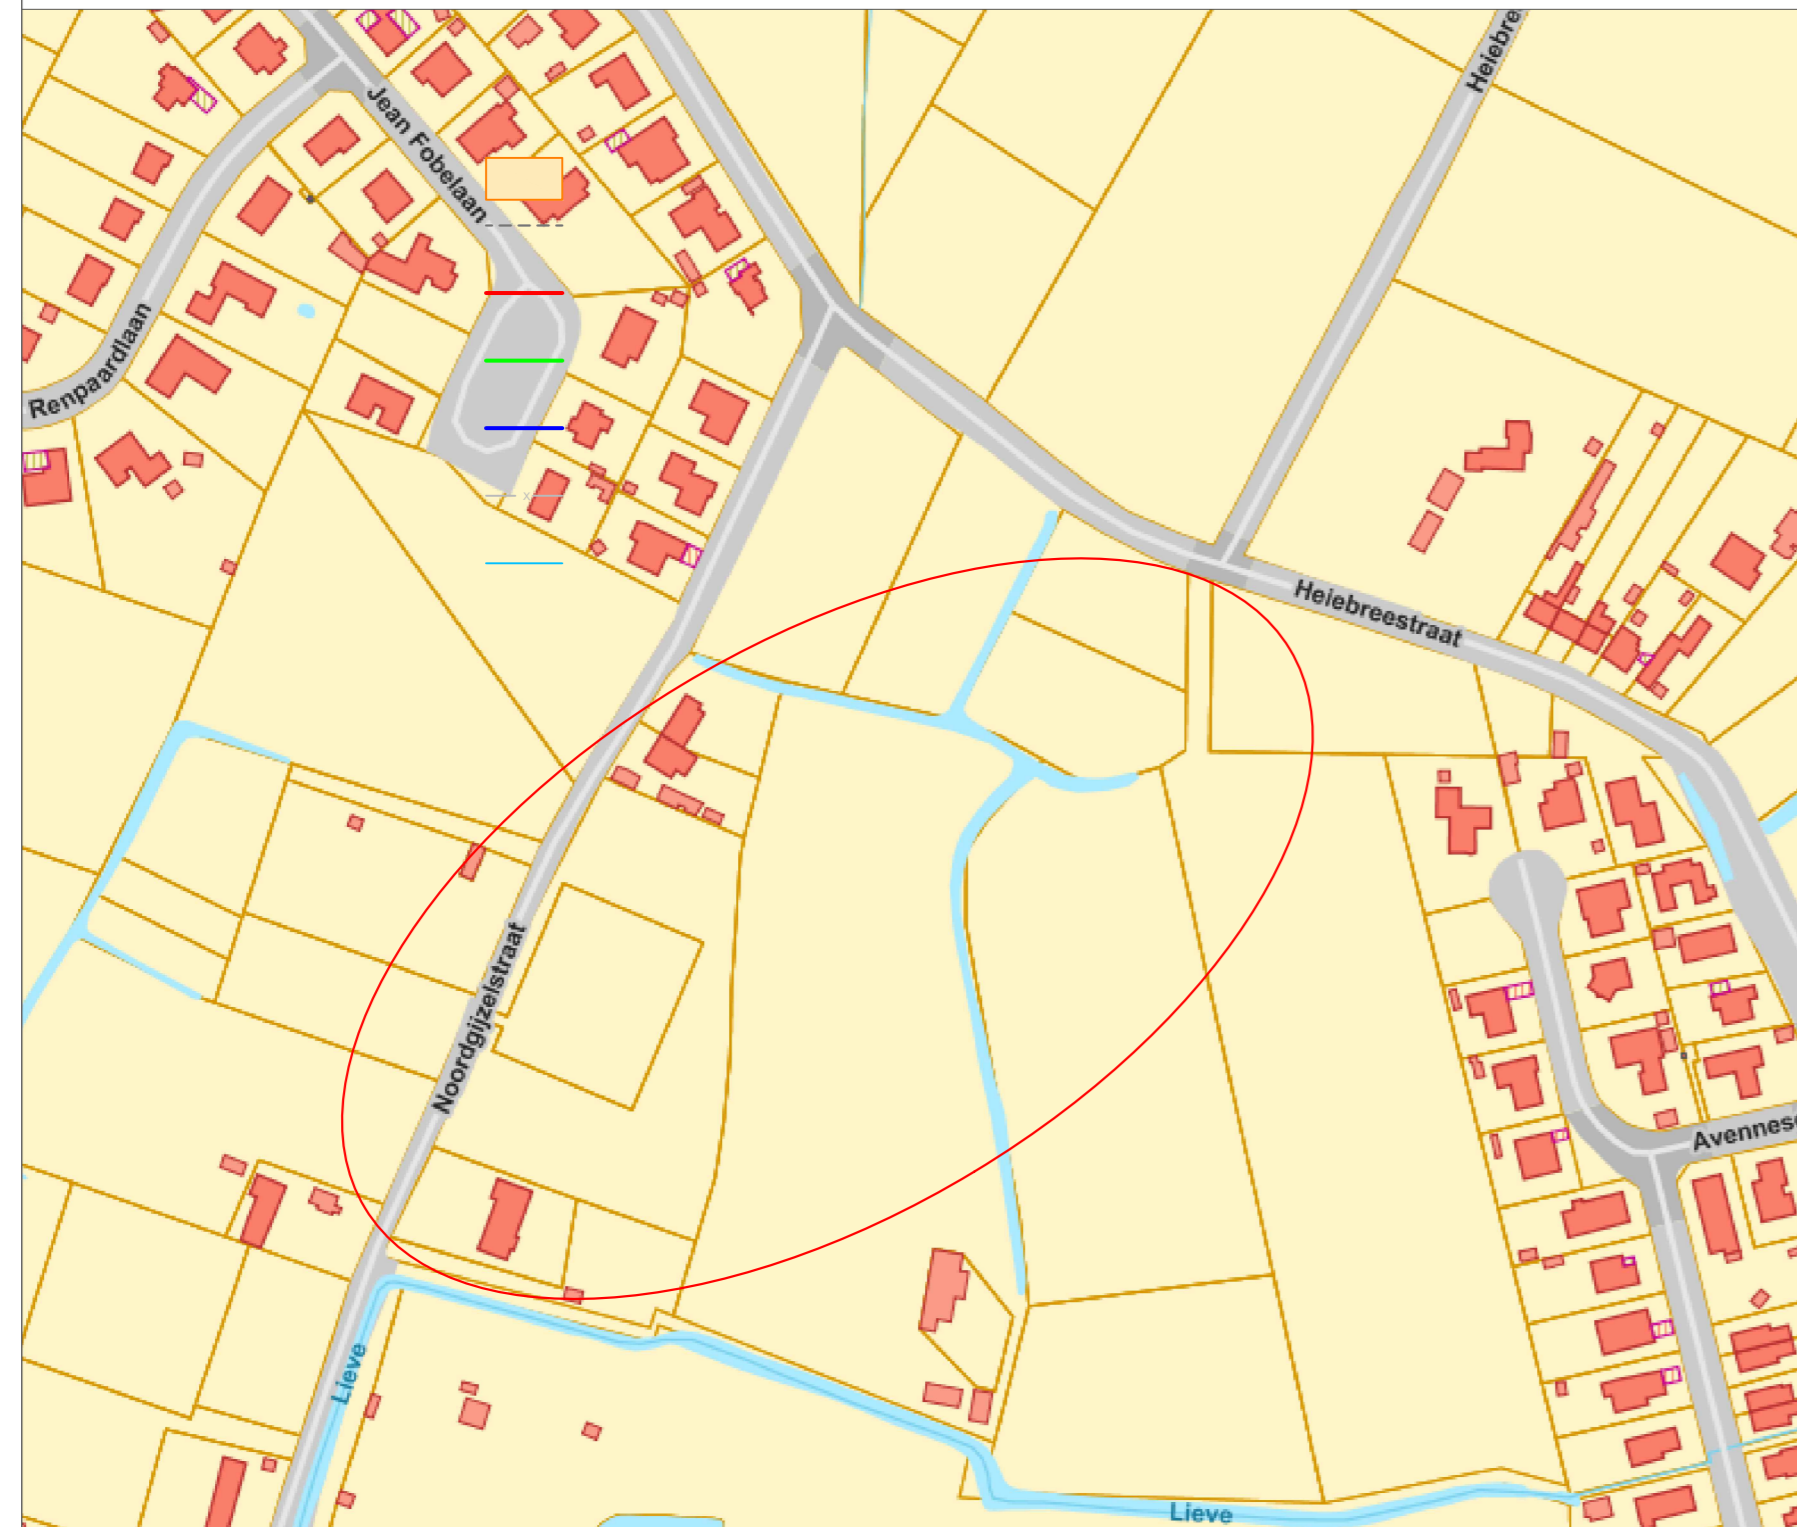 Heiebre
Jean Fobelaan
Renpaardlaan
x
Heiebreestraat
Noordgijzelstraat
Avennes
Lieve
Lieve